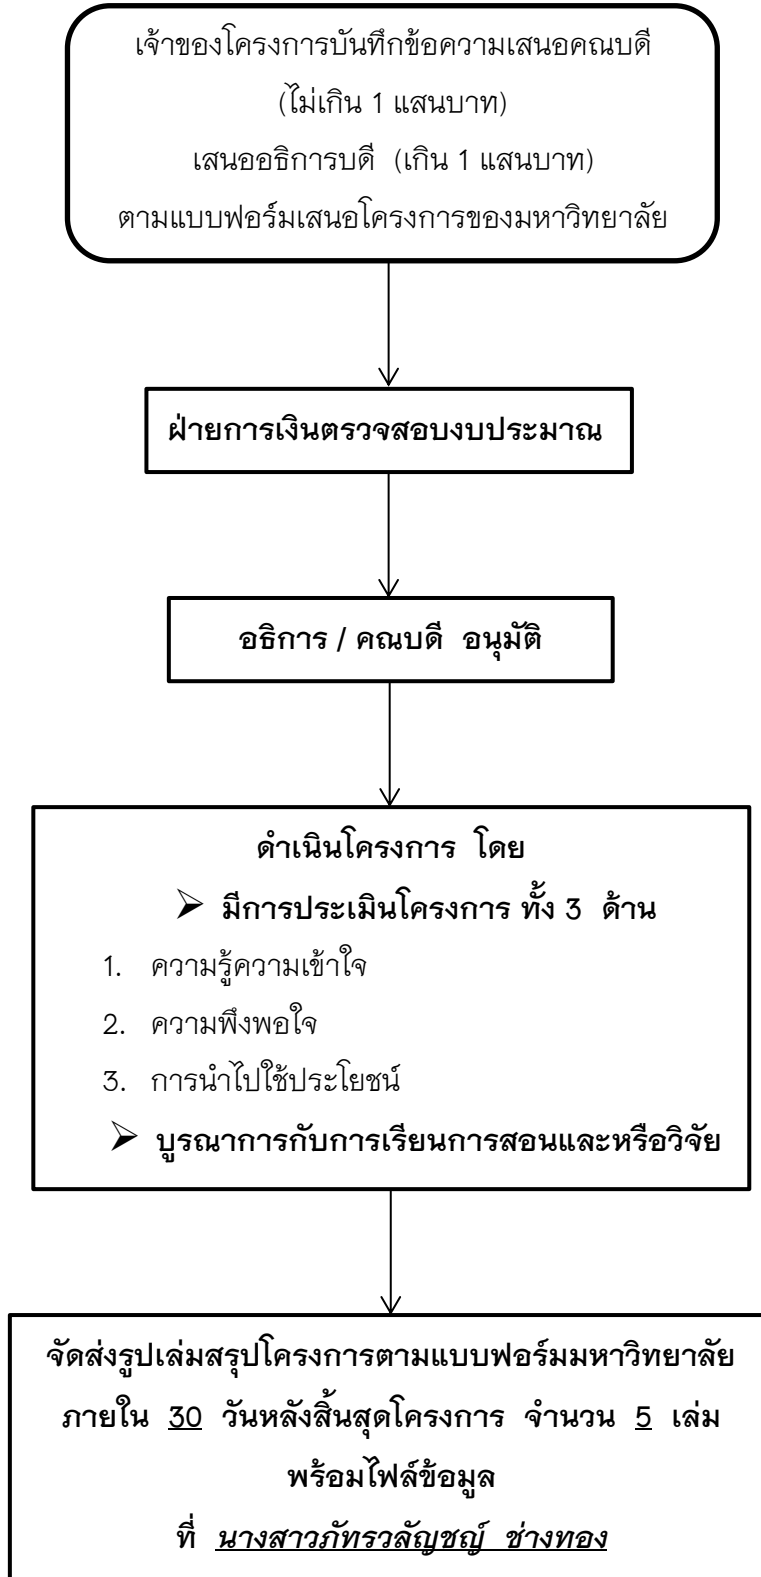 เจ้าของโครงการบันทึกข้อความเสนอคณบดี
(ไม่เกิน 1 แสนบาท)
เสนออธิการบดี (เกิน 1 แสนบาท)
ตามแบบฟอร์มเสนอโครงการของมหาวิทยาลัย
ฝ่ายการเงินตรวจสอบงบประมาณ
อธิการ / คณบดี อนุมัติ
ดำเนินโครงการ โดย
➢ มีการประเมินโครงการ ทั้ง 3 ด้าน
1. ความรู้ความเข้าใจ
2. ความพึงพอใจ
3. การนำไปใช้ประโยชน์
➢ บูรณาการกับการเรียนการสอนและหรือวิจัย
จัดส่งรูปเล่มสรุปโครงการตามแบบฟอร์มมหาวิทยาลัย
ภายใน 30 วันหลังสิ้นสุดโครงการ จำนวน 5 เล่ม
พร้อมไฟล์ข้อมูล
ที่ นางสาวภัทรวลัญชญ์ ช่างทอง